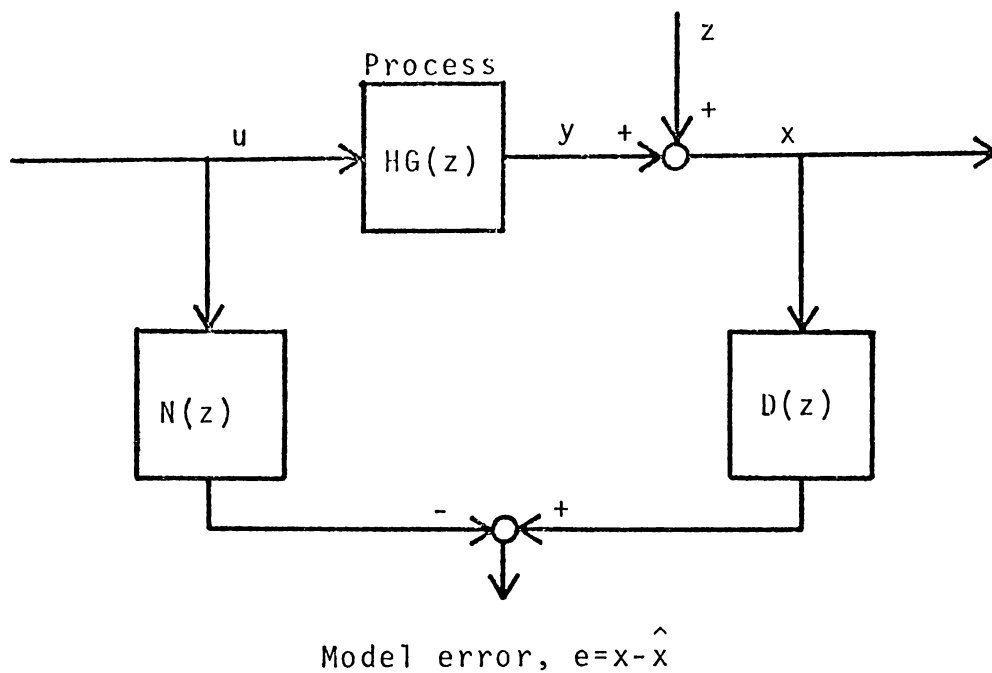 z
Process
+
u
y
+
x
HG(z)
N(z)
D(z)
-
+
Model error, e=x-x̂